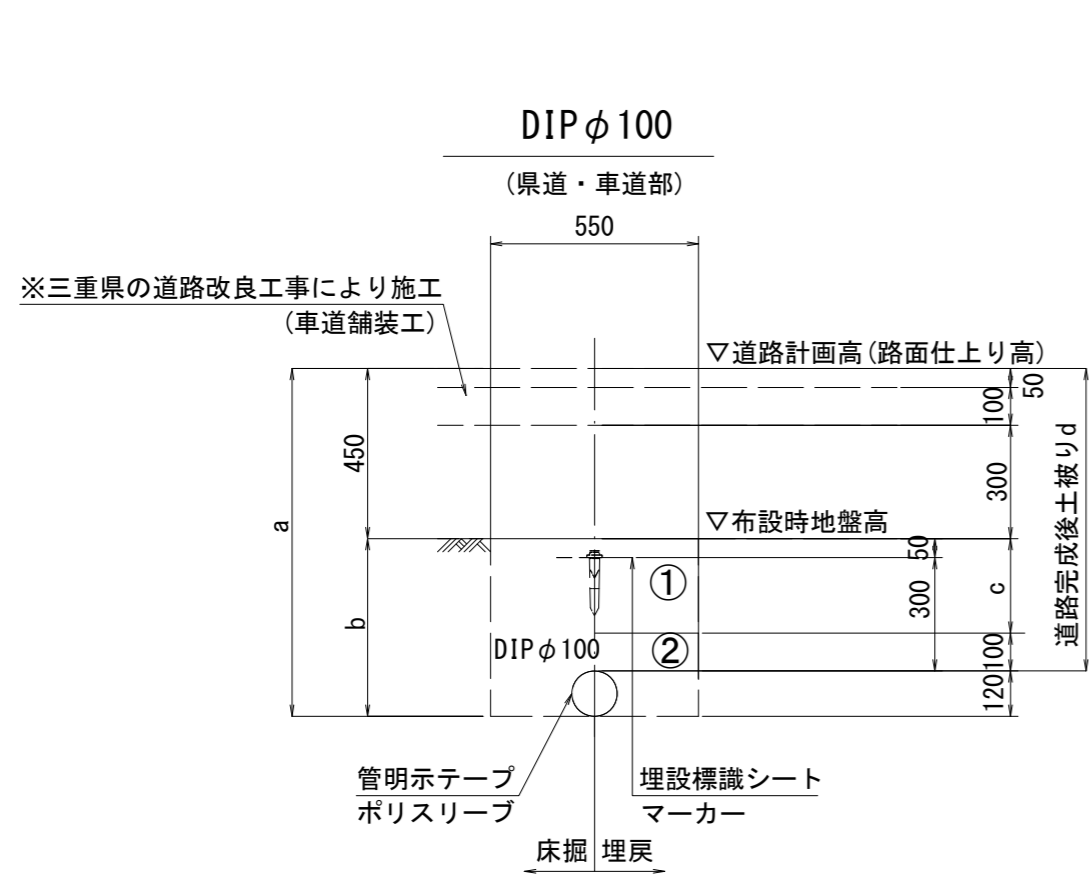 DIPφ100
(県道・車道部)
550
※三重県の道路改良工事により施工
(車道舗装工)
▽道路計画高(路面仕上り高)
50
100
450
300
道路完成後土被りd
a
▽布設時地盤高
50
①
300
c
b
DIPφ100
②
100
120
管明示テープ
ポリスリーブ
埋設標識シート
マーカー
床掘 埋戻